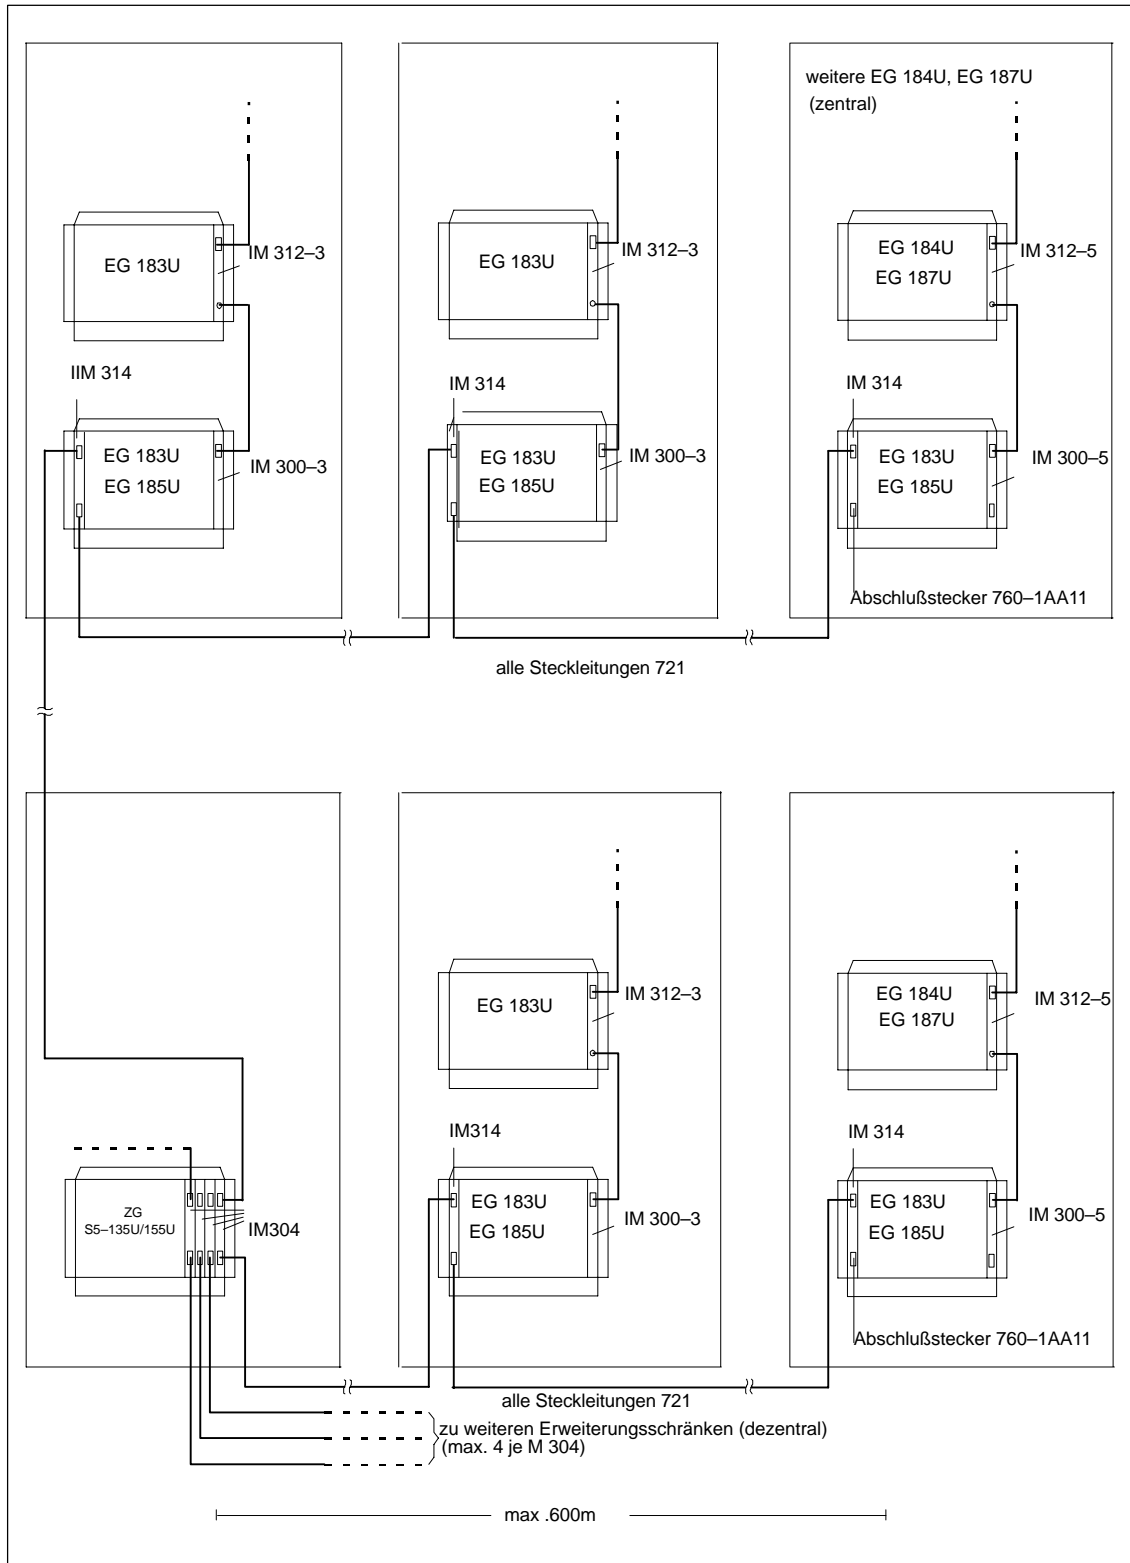 weitere EG 184U, EG 187U
(zentral)
EG 183U
IM 312–3
EG 183U
IM 312–3
EG 184U
EG 187U
IM 312–5
IIM 314
EG 183U
EG 185U
IM 300–3
IM 314
EG 183U
EG 185U
IM 300–3
IM 314
EG 183U
EG 185U
IM 300–5
Abschlußstecker 760–1AA11
alle Steckleitungen 721
EG 183U
IM 312–3
EG 184U
EG 187U
IM 312–5
ZG
S5–135U/155U
IM304
IM314
EG 183U
EG 185U
IM 300–3
IM 314
EG 183U
EG 185U
IM 300–5
Abschlußstecker 760–1AA11
alle Steckleitungen 721
zu weiteren Erweiterungsschränken (dezentral)
(max. 4 je M 304)
max .600m